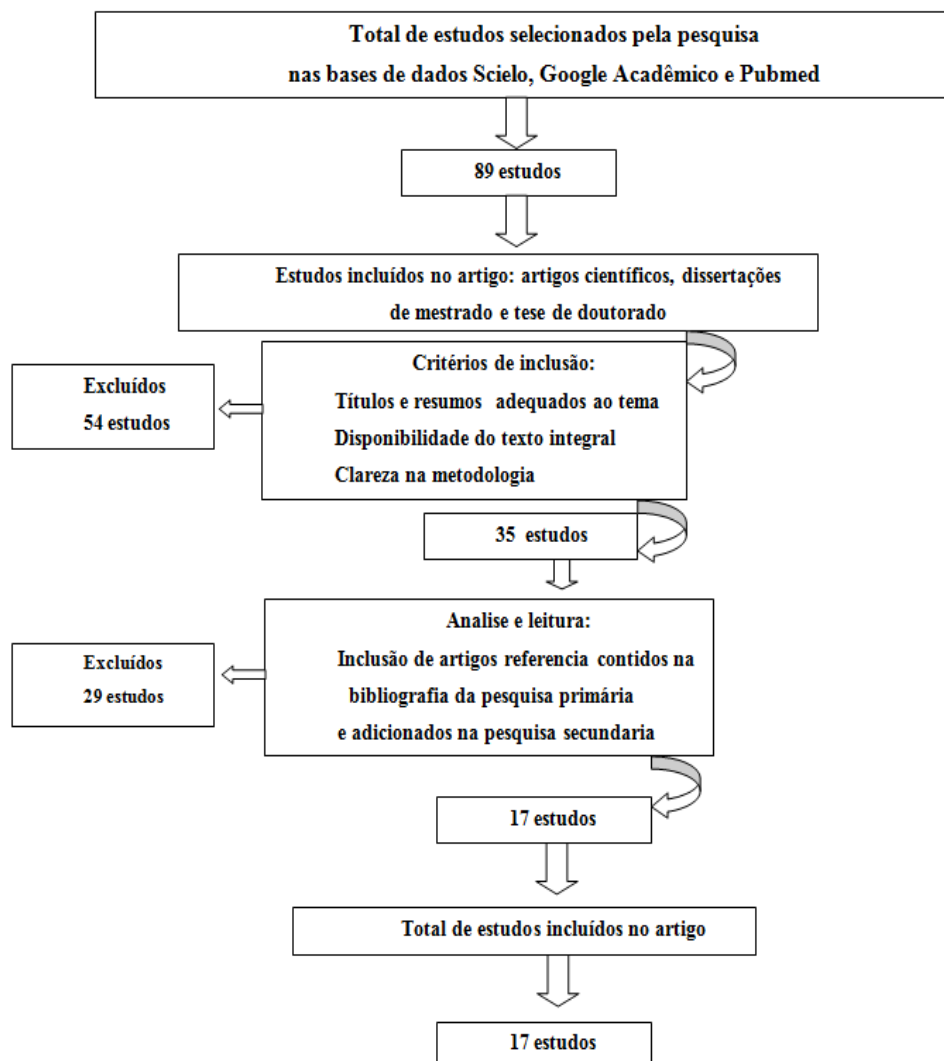 Total de estudos selecionados pela pesquisa
nas bases de dados Scielo, Google Acadêmico e Pubmed
89 estudos
Estudos incluídos no artigo: artigos científicos, dissertações
de mestrado e tese de doutorado
Critérios de inclusão:
Títulos e resumos adequados ao tema
Disponibilidade do texto integral
Clareza na metodologia
Excluídos
54 estudos
35 estudos
Analise e leitura:
Inclusão de artigos referencia contidos na
bibliografia da pesquisa primária
e adicionados na pesquisa secundaria
Excluídos
29 estudos
17 estudos
Total de estudos incluídos no artigo
17 estudos